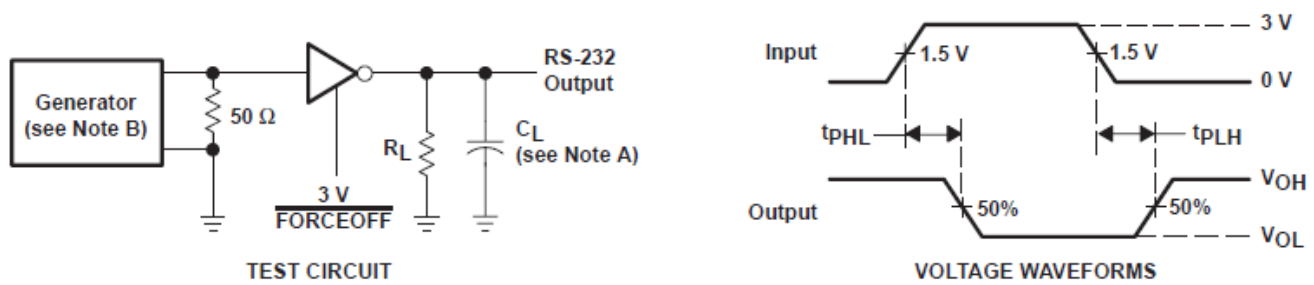 Generator
(see Note B)
50 Ω
3 V
FORCEOFF
RL
CL
(see Note A)
RS-232
Output
TEST CIRCUIT
Input
1.5 V
1.5 V
3 V
0 V
tPHL
tPLH
Output
50%
50%
VOH
VOL
VOLTAGE WAVEFORMS